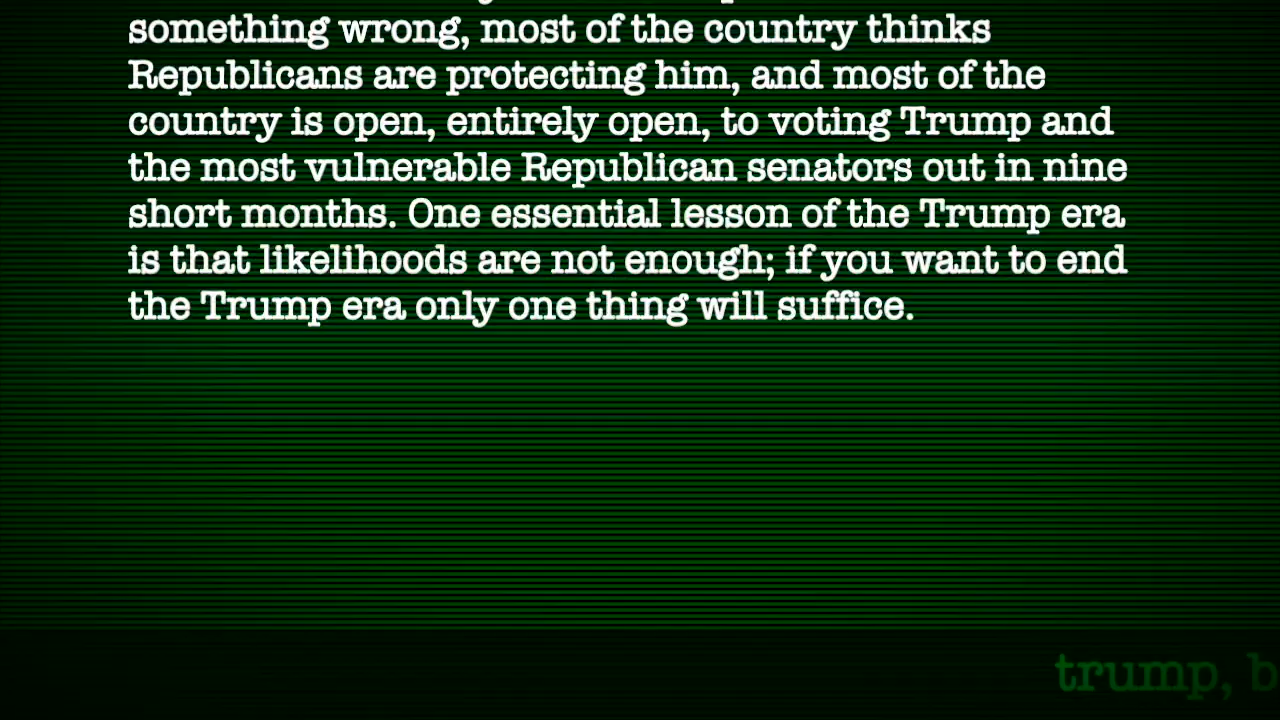 something wrong, most of the country thinks
Republicans are protecting him, and most of the
country is open, entirely open, to voting Trump and
the most vulnerable Republican senators out in nine
short months. One essential lesson of the Trump era
is that likelihoods are not enough; if you want to end
the Trump era only one thing will suffice.
trump, b